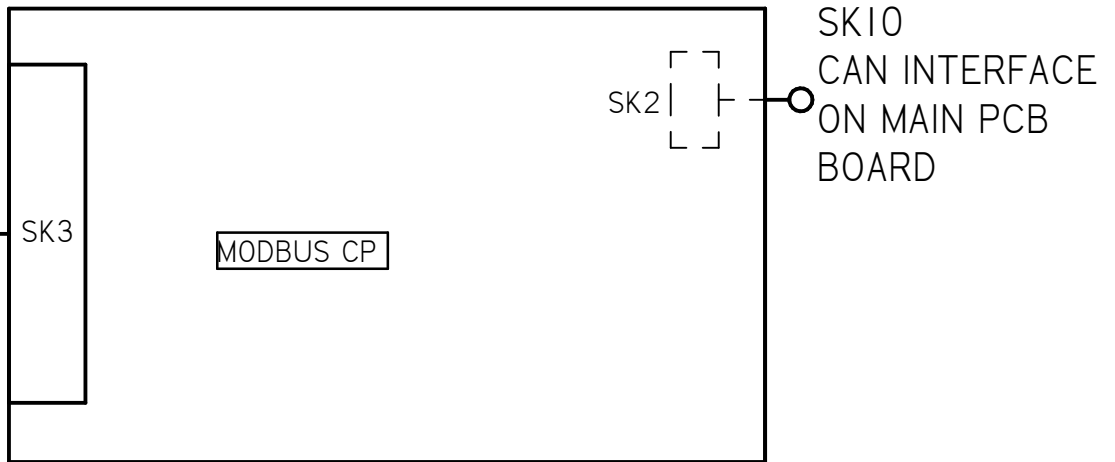 SK10
CAN INTERFACE
ON MAIN PCB
BOARD
SK2
SK3
MODBUS CP